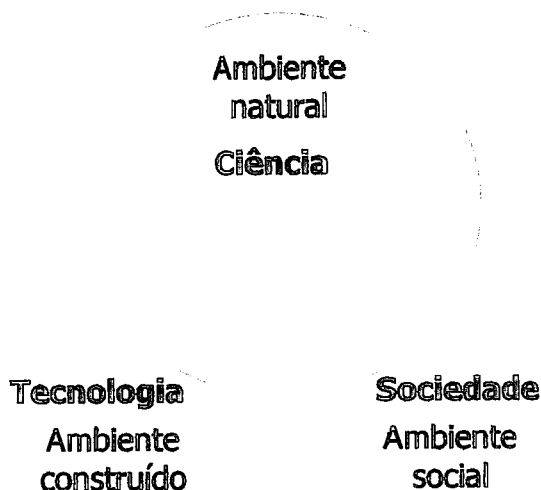 Ambiente
natural
Ciência
Tecnologia
Ambiente
construído
Sociedade
Ambiente
social